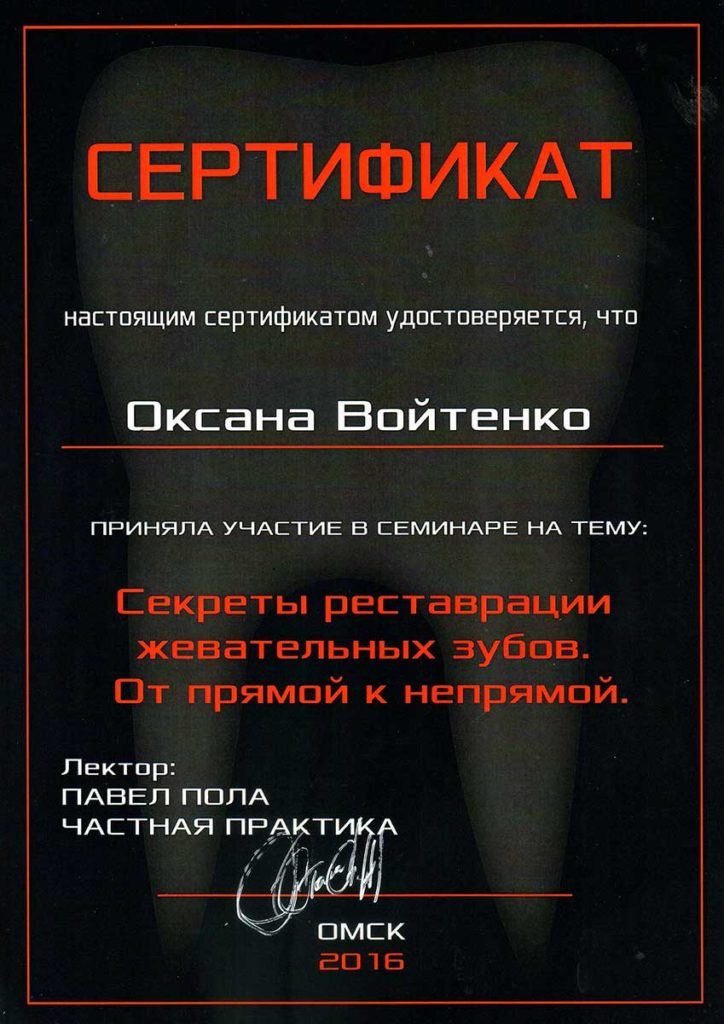 СЕРТИФИКАТ
настоящим сертификатом удостоверяется, что
Оксана Войтенко
ПРИНЯЛА УЧАСТИЕ В СЕМИНАРЕ НА ТЕМУ:
Секреты реставрации
жевательных зубов.
От прямой к непрямой.
Лектор:
ПАВЕЛ ПОЛА
ЧАСТНАЯ ПРАКТИКА
ОМСК
2016